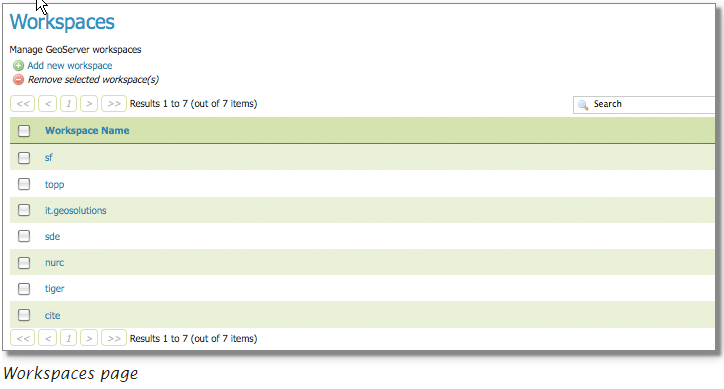 Workspaces
Manage GeoServer workspaces
Add new workspace
Remove selected workspace(s)
<< < 1 > >> Results 1 to 7 (out of 7 items) Search
Workspace Name
sf
topp
it.geosolutions
sde
nurc
tiger
cite
<< < 1 > >> Results 1 to 7 (out of 7 items)
Workspaces page